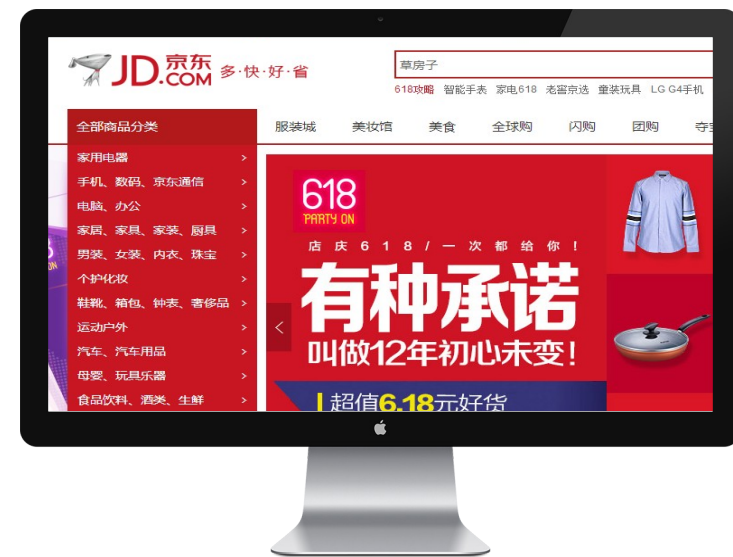 JD.COM 京东 多·快·好·省
草房子
618攻略 智能手表 家电618 老窖京选 童装玩具 LG G4手机
全部商品分类 服装城 美妆馆 美食 全球购 闪购 团购
家用电器 >
手机、数码、京东通信 >
电脑、办公 >
家居、家具、家装、厨具 >
男装、女装、内衣、珠宝 >
个护化妆 >
鞋靴、箱包、钟表、奢侈品 >
运动户外 >
汽车、汽车用品 >
母婴、玩具乐器 >
食品饮料、酒类、生鲜 >
618
PARTY ON
店庆618/一次都给你!
有种承诺
叫做12年初心未变!
超值6.18元好货